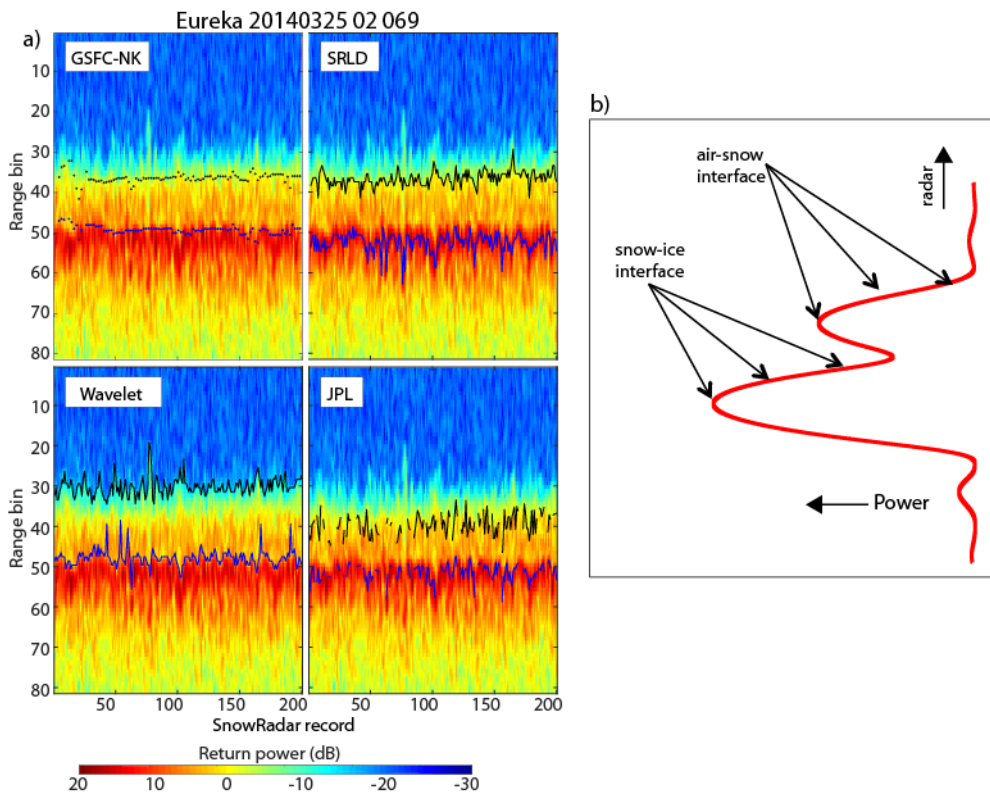 Eureka 20140325 02 069
a)
GSFC-NK
SRLD
Range bin
10
20
30
40
50
60
70
80
Wavelet
JPL
Range bin
10
20
30
40
50
60
70
80
50
100
150
200
50
100
150
200
SnowRadar record
Return power (dB)
20
10
0
-10
-20
-30
b)
air-snow
interface
radar
snow-ice
interface
Power